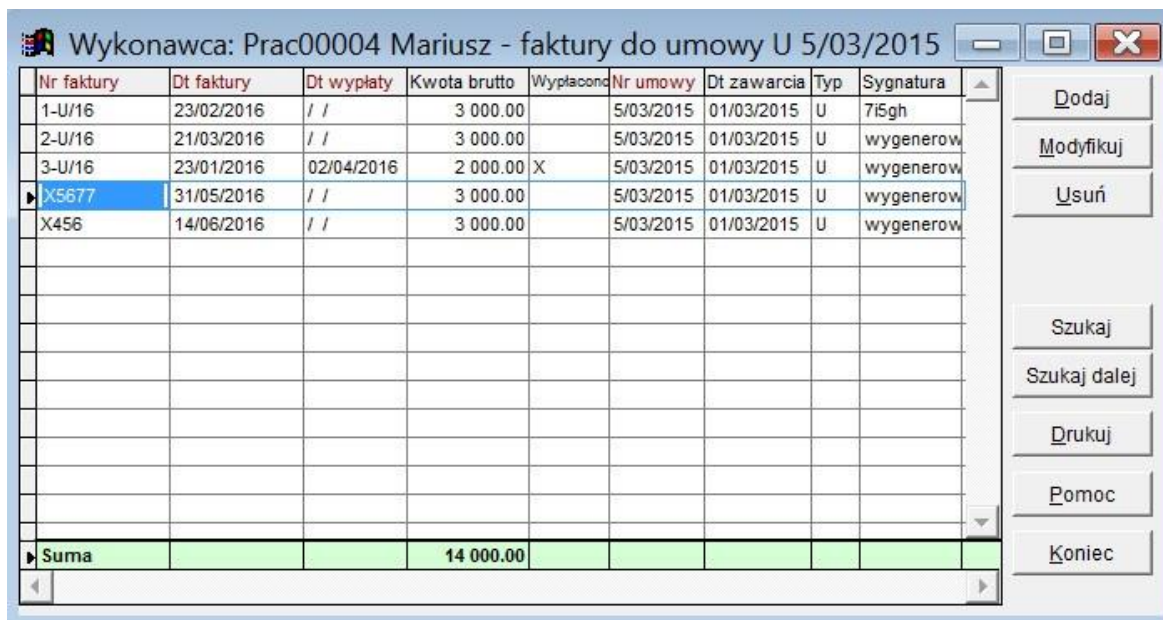 Wykonawca: Prac00004 Mariusz - faktury do umowy U 5/03/2015
Nr faktury Dt faktury Dt wypłaty Kwota brutto Wypłacono Nr umowy Dt zawarcia Typ Sygnatura
1-U/16 23/02/2016 / / 3 000.00 5/03/2015 01/03/2015 U 7i5gh
2-U/16 21/03/2016 / / 3 000.00 5/03/2015 01/03/2015 U wygenerow
3-U/16 23/01/2016 02/04/2016 2 000.00 X 5/03/2015 01/03/2015 U wygenerow
X5677 31/05/2016 / / 3 000.00 5/03/2015 01/03/2015 U wygenerow
X456 14/06/2016 / / 3 000.00 5/03/2015 01/03/2015 U wygenerow
Suma 14 000.00
Dodaj
Modyfikuj
Usuń
Szukaj
Szukaj dalej
Drukuj
Pomoc
Koniec